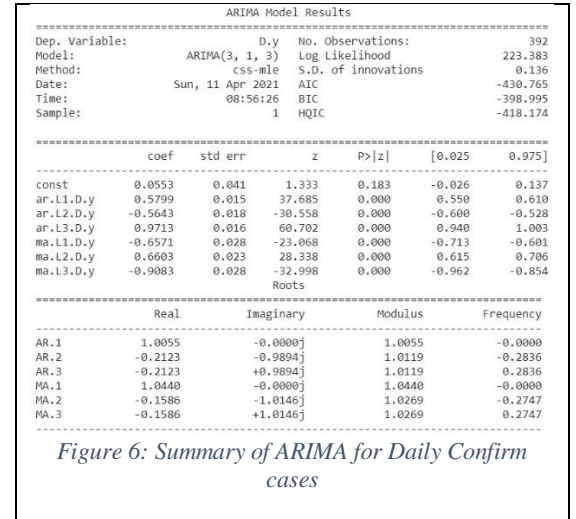 ARIMA Model Results
==============================================================================
Dep. Variable: D.y No. Observations: 392
Model: ARIMA(3, 1, 3) Log Likelihood 223.383
Method: css-mle S.D. of innovations 0.136
Date: Sun, 11 Apr 2021 AIC -430.765
Time: 08:56:26 BIC -398.995
Sample: 1 HQIC -418.174
==============================================================================
coef std err z P>|z| [0.025 0.975]
------------------------------------------------------------------------------
const 0.0553 0.041 1.333 0.183 -0.026 0.137
ar.L1.D.y 0.5799 0.015 37.685 0.000 0.550 0.610
ar.L2.D.y -0.5643 0.018 -30.558 0.000 -0.600 -0.528
ar.L3.D.y 0.9713 0.016 60.702 0.000 0.940 1.003
ma.L1.D.y -0.6571 0.028 -23.068 0.000 -0.713 -0.601
ma.L2.D.y 0.6603 0.023 28.338 0.000 0.615 0.706
ma.L3.D.y -0.9083 0.028 -32.998 0.000 -0.962 -0.854
Roots
==============================================================================
Real Imaginary Modulus Frequency
------------------------------------------------------------------------------
AR.1 1.0055 -0.0000j 1.0055 -0.0000
AR.2 -0.2123 -0.9894j 1.0119 -0.2836
AR.3 -0.2123 +0.9894j 1.0119 0.2836
MA.1 1.0440 -0.0000j 1.0440 -0.0000
MA.2 -0.1586 -1.0146j 1.0269 -0.2747
MA.3 -0.1586 +1.0146j 1.0269 0.2747
------------------------------------------------------------------------------
Figure 6: Summary of ARIMA for Daily Confirm
cases